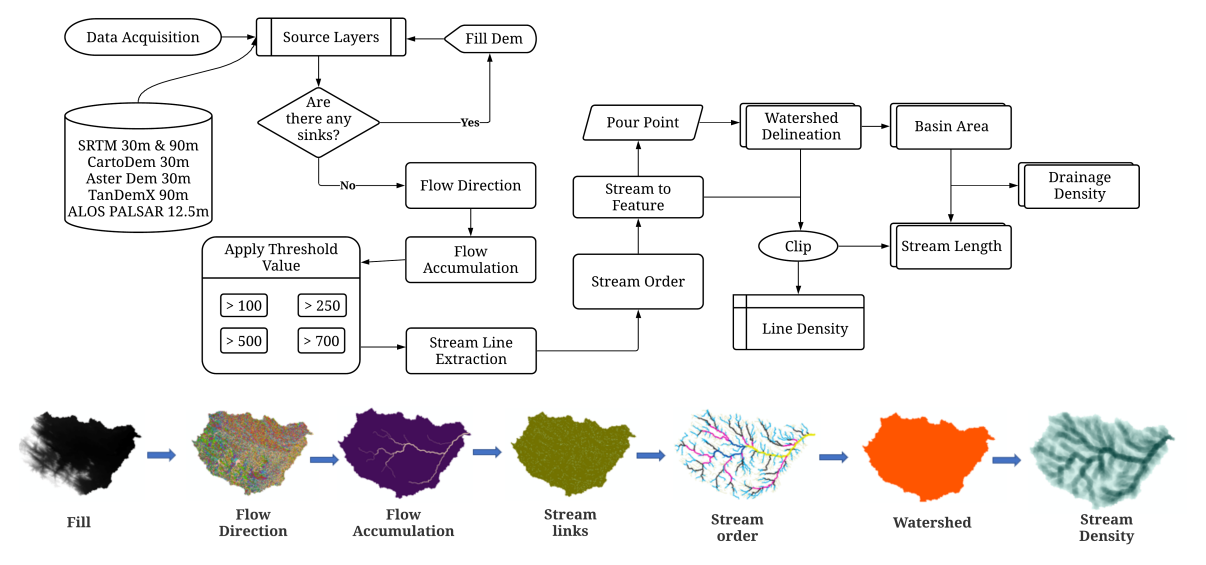 Data Acquisition
Source Layers
Fill Dem
Are
there any
sinks?
Yes
No
SRTM 30m & 90m
CartoDem 30m
Aster Dem 30m
TanDemX 90m
ALOS PALSAR 12.5m
Flow Direction
Flow
Accumulation
Apply Threshold
Value
> 100
> 250
> 500
> 700
Stream Line
Extraction
Stream Order
Stream to
Feature
Pour Point
Watershed
Delineation
Basin Area
Drainage
Density
Clip
Stream Length
Line Density
Fill
Flow
Direction
Flow
Accumulation
Stream
links
Stream
order
Watershed
Stream
Density